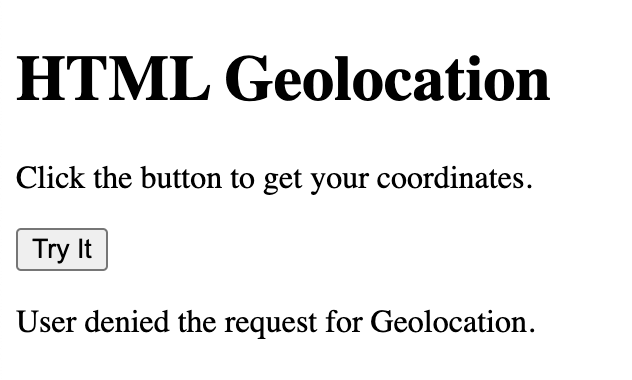 HTML Geolocation
Click the button to get your coordinates.
Try It
User denied the request for Geolocation.